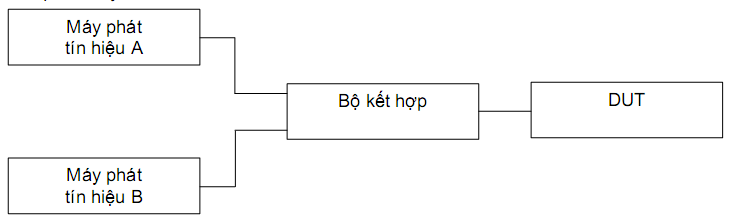 Máy phát
tín hiệu A
Bộ kết hợp
DUT
Máy phát
tín hiệu B